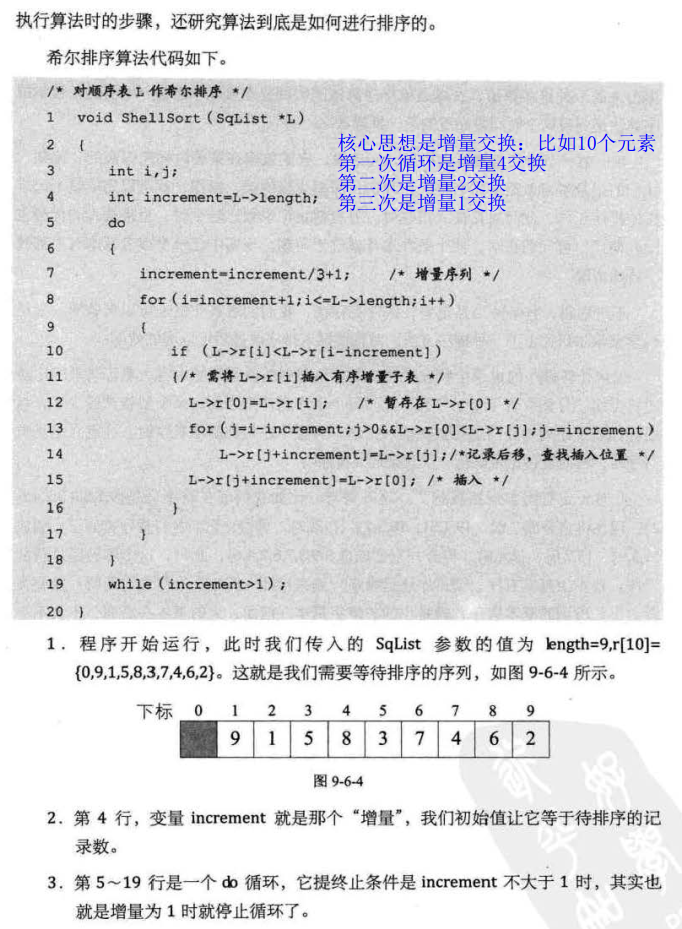 执行算法时的步骤，还研究算法到底是如何进行排序的。
希尔排序算法代码如下。
/* 对顺序表 L 作希尔排序 */
1 void ShellSort(SqList *L)
2 {
3 int i,j;
4 int increment=L->length;
5 do
6 {
7 increment=increment/3+1; /* 增量序列 */
8 for(i=increment+1;i<=L->length;i++)
9 {
10 if (L->r[i]<L->r[i-increment])
11 {/* 需将 L->r[i]插入有序增量子表 */
12 L->r[0]=L->r[i]; /* 暂存在 L->r[0] */
13 for(j=i-increment;j>0&&L->r[0]<L->r[j];j-=increment)
14 L->r[j+increment]=L->r[j];/*记录后移，查找插入位置 */
15 L->r[j+increment]=L->r[0]; /* 插入 */
16 }
17 }
18 }
19 while(increment>1);
20 }
核心思想是增量交换：比如10个元素
第一次循环是增量4交换
第二次是增量2交换
第三次是增量1交换
1．程序开始运行，此时我们传入的 SqList 参数的值为 length=9,r[10]=
{0,9,1,5,8,3,7,4,6,2}。这就是我们需要等待排序的序列，如图 9-6-4 所示。
下标 0 1 2 3 4 5 6 7 8 9
9 1 5 8 3 7 4 6 2
图 9-6-4
2．第 4 行，变量 increment 就是那个“增量”，我们初始值让它等于待排序的记
录数。
3．第 5～19 行是一个 do 循环，它提终止条件是 increment 不大于 1 时，其实也
就是增量为 1 时就停止循环了。